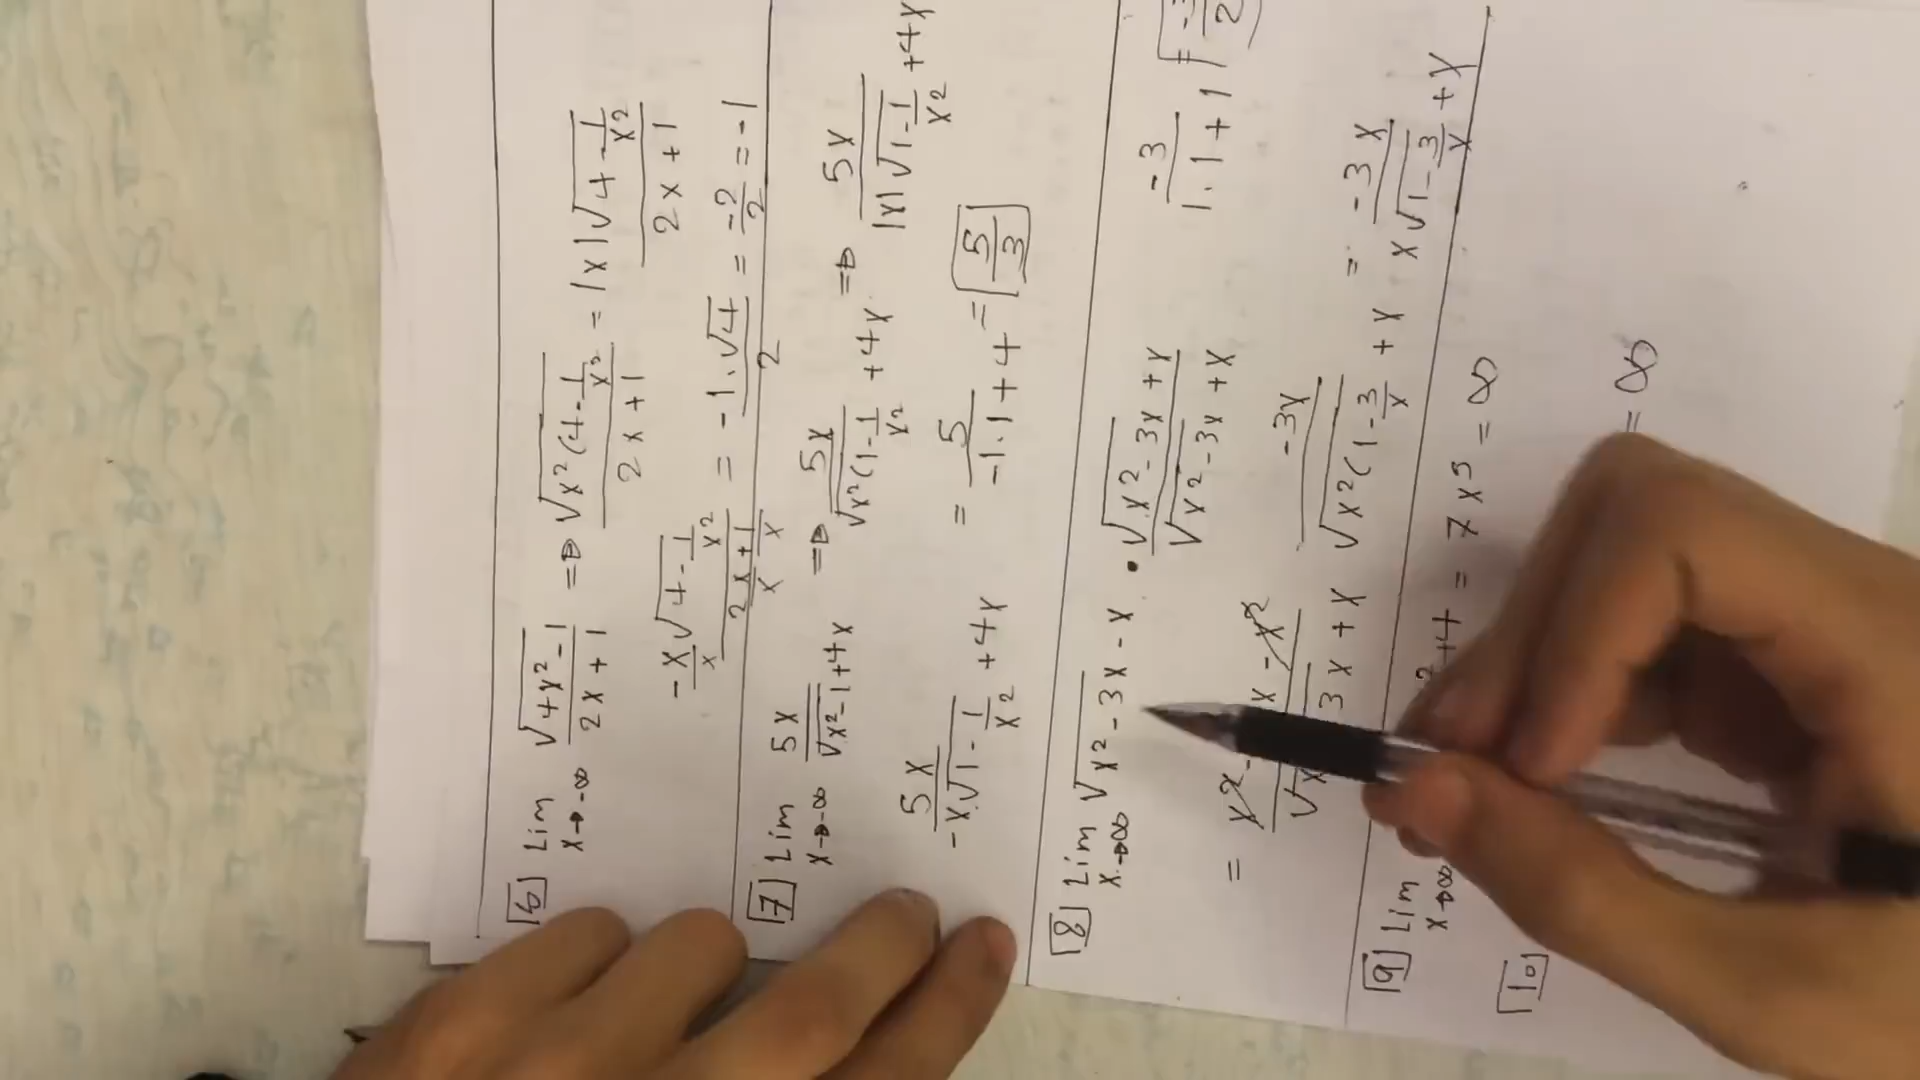 [6] Lim x→-∞ √(4x²-1) / (2x+1) ⇒ √(x²(4-1/x²)) / (2x+1) = |x|√(4-1/x²) / (2x+1)
-x/x √(4-1/x²) / (2x/x + 1/x) = -1.√4 / 2 = -2/2 = -1
[7] Lim x→-∞ 5x / (√(x²-1)+4x) ⇒ 5x / (√(x²(1-1/x²)) + 4x) ⇒ 5x / (|x|√(1-1/x²) + 4x)
5x / (-x√(1-1/x²) + 4x) = 5 / (-1.1+4) = 5/3
[8] Lim x→∞ √(x²-3x) - x • (√(x²-3x)+x) / (√(x²-3x)+x)
-3 / (1.1+1)
= x² - x - x² / √x 3x + x
-3x / (√(x²(1-3/x)) + x) = -3x / (x√(1-3/x) + x)
[9] Lim x→∞ ² +4 = 7x⁵ = ∞
[10] = ∞